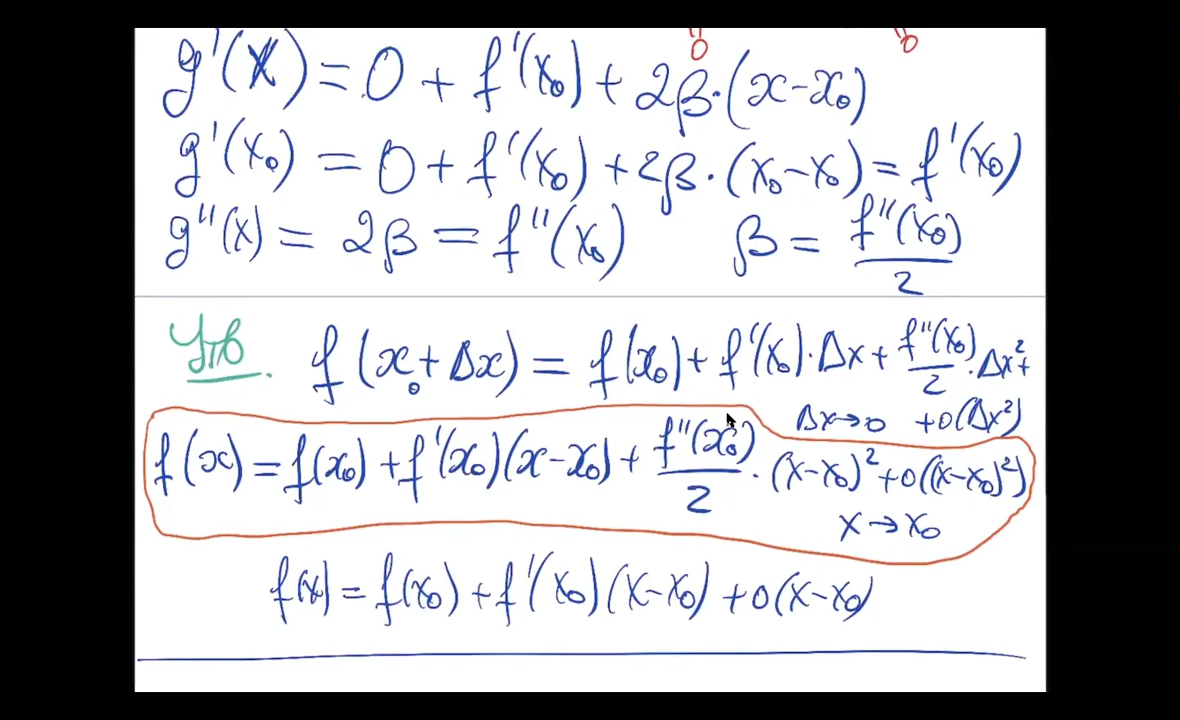 " 0 " 0
g'(x) = 0 + f'(x₀) + 2β·(x-x₀)
g'(x₀) = 0 + f'(x₀) + 2β·(x₀-x₀) = f'(x₀)
g''(x) = 2β = f''(x₀) β = f''(x₀)/2
Утв. f(x₀+Δx) = f(x₀) + f'(x₀)·Δx + f''(x₀)/2·Δx² +
Δx→0 +o(Δx²)
f(x) = f(x₀) + f'(x₀)(x-x₀) + f''(x₀)/2·(x-x₀)² + o((x-x₀)²)
x→x₀
f(x) = f(x₀) + f'(x₀)(x-x₀) + o(x-x₀)